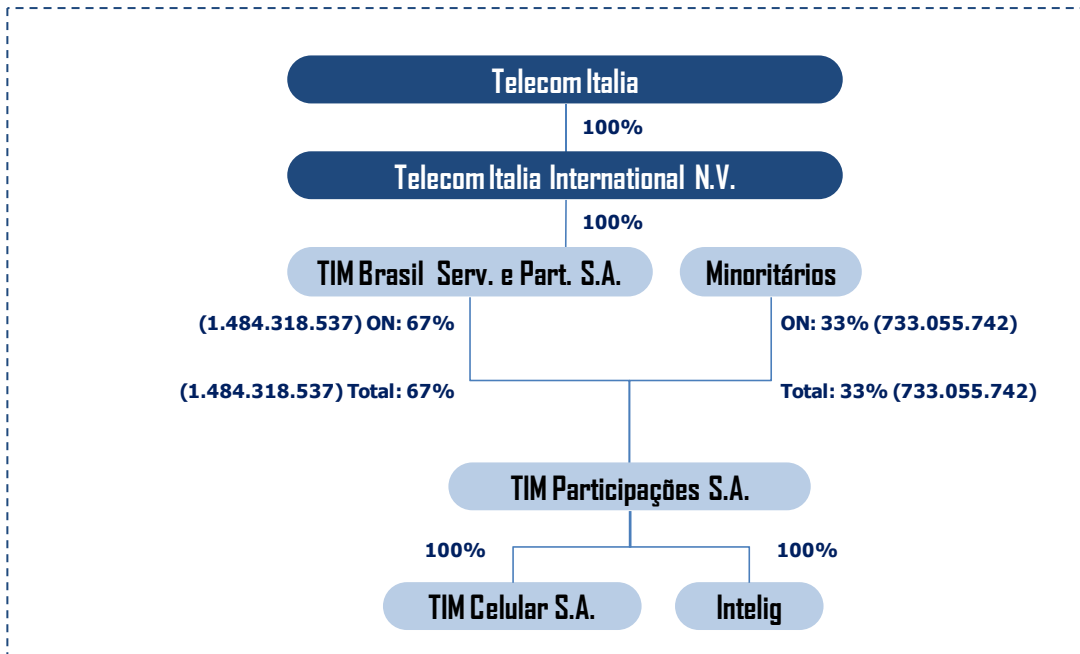 Telecom Italia
100%
Telecom Italia International N.V.
100%
TIM Brasil Serv. e Part. S.A.
Minoritários
(1.484.318.537) ON: 67%
ON: 33% (733.055.742)
(1.484.318.537) Total: 67%
Total: 33% (733.055.742)
TIM Participações S.A.
100%
100%
TIM Celular S.A.
Intelig